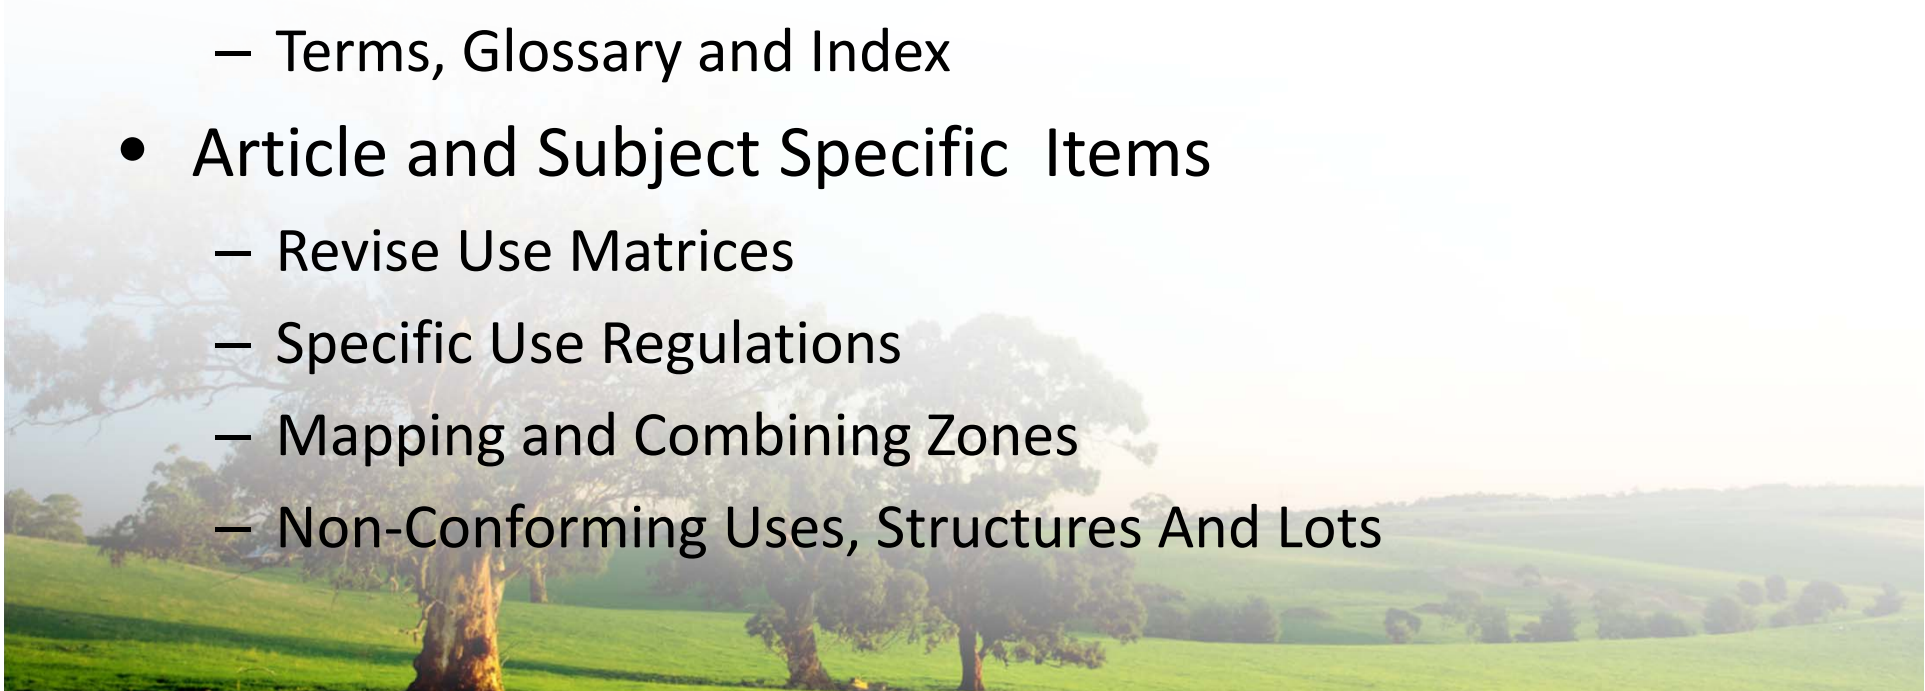 – Terms, Glossary and Index
• Article and Subject Specific  Items
– Revise Use Matrices
– Specific Use Regulations
– Mapping and Combining Zones
– Non-Conforming Uses, Structures And Lots